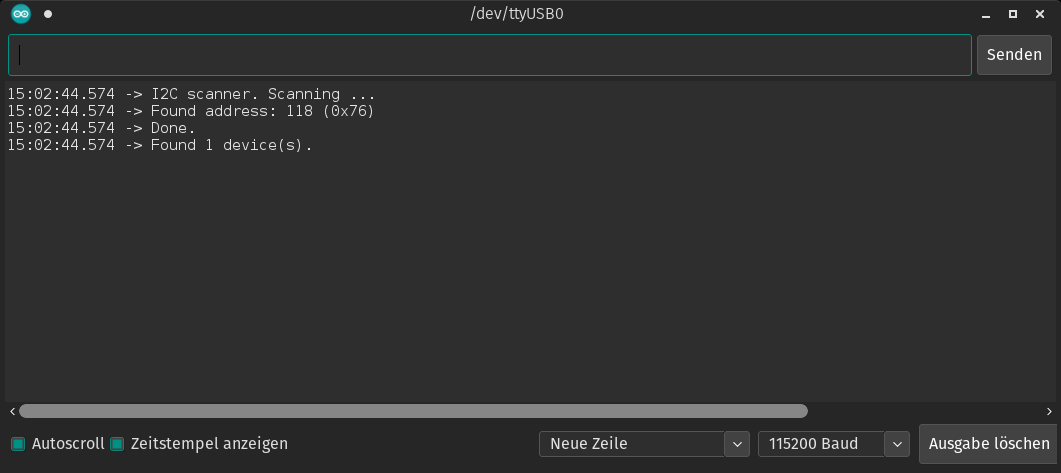 /dev/ttyUSB0
Senden
15:02:44.574 -> I2C scanner. Scanning ...
15:02:44.574 -> Found address: 118 (0x76)
15:02:44.574 -> Done.
15:02:44.574 -> Found 1 device(s).
Autoscroll Zeitstempel anzeigen Neue Zeile 115200 Baud Ausgabe löschen